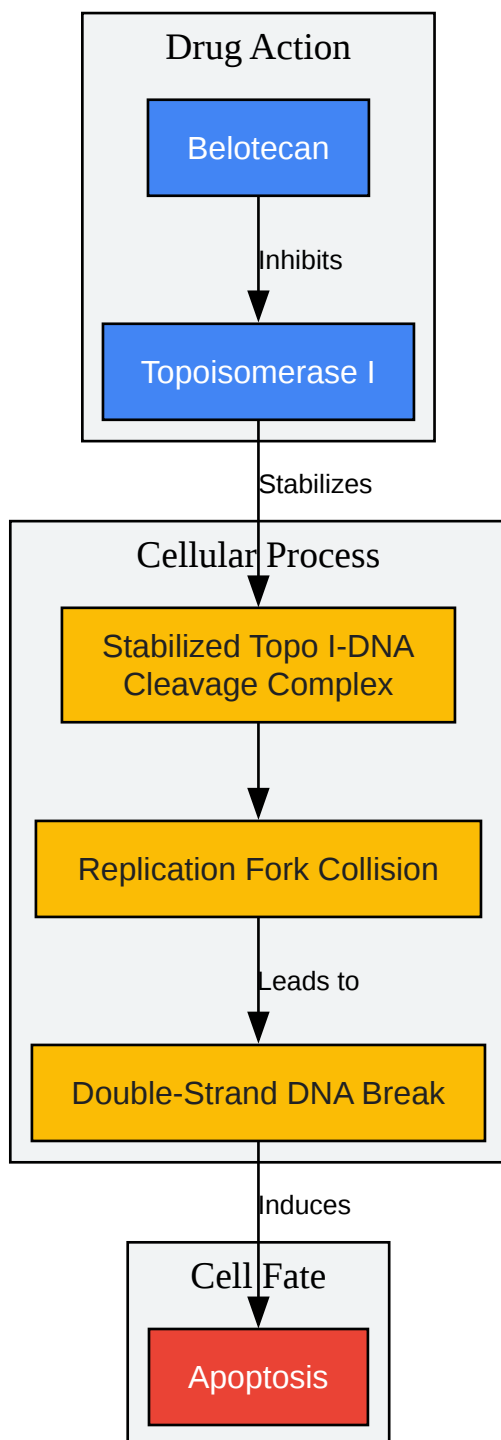 Drug Action
Belotecan
Inhibits
Topoisomerase I
Stabilizes
Cellular Process
Stabilized Topo I-DNA
Cleavage Complex
Replication Fork Collision
Leads to
Double-Strand DNA Break
Induces
Cell Fate
Apoptosis